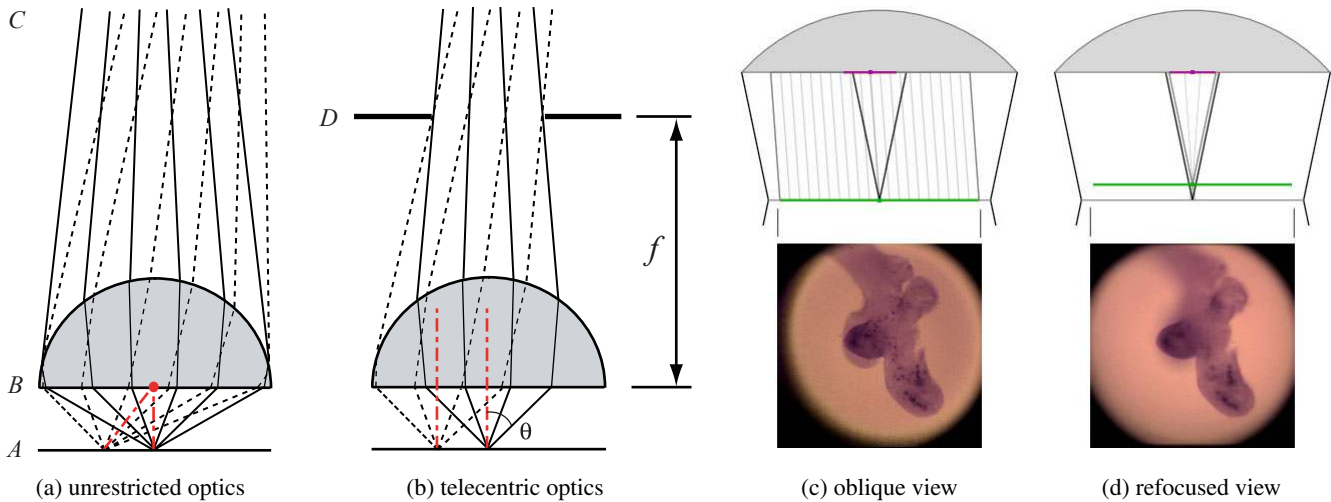 C
B
A
D
f
θ
(a) unrestricted optics
(b) telecentric optics
(c) oblique view
(d) refocused view